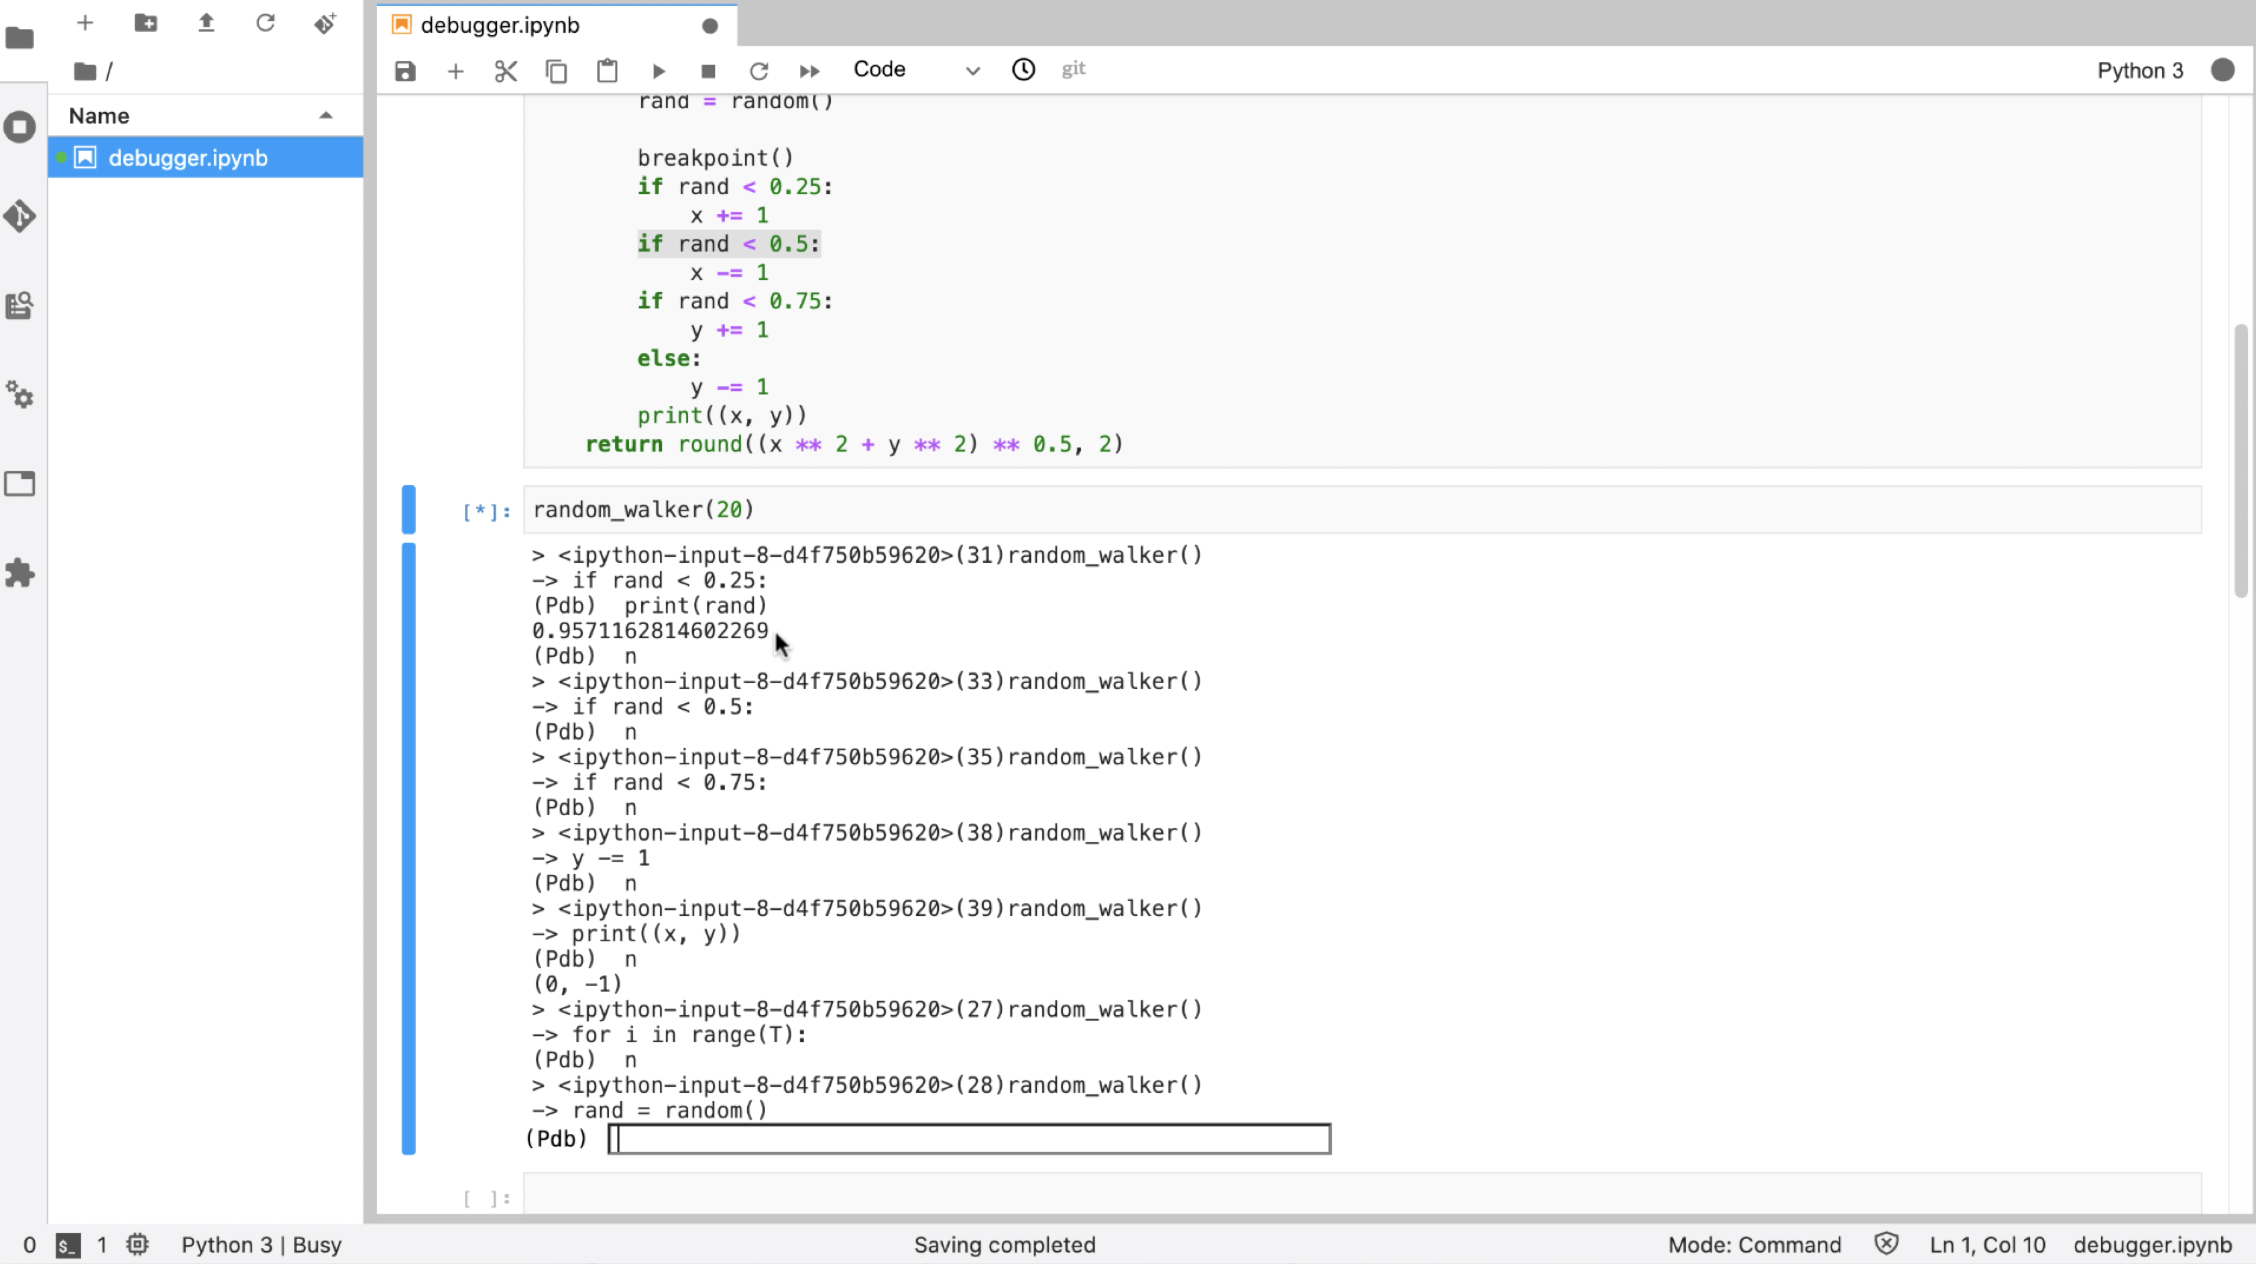 debugger.ipynb
/
Code
git
Python 3
Name
debugger.ipynb
rand = random()
breakpoint()
if rand < 0.25:
x += 1
if rand < 0.5:
x -= 1
if rand < 0.75:
y += 1
else:
y -= 1
print((x, y))
return round((x ** 2 + y ** 2) ** 0.5, 2)
[*]: random_walker(20)
> <ipython-input-8-d4f750b59620>(31)random_walker()
-> if rand < 0.25:
(Pdb)  print(rand)
0.9571162814602269
(Pdb)  n
> <ipython-input-8-d4f750b59620>(33)random_walker()
-> if rand < 0.5:
(Pdb)  n
> <ipython-input-8-d4f750b59620>(35)random_walker()
-> if rand < 0.75:
(Pdb)  n
> <ipython-input-8-d4f750b59620>(38)random_walker()
-> y -= 1
(Pdb)  n
> <ipython-input-8-d4f750b59620>(39)random_walker()
-> print((x, y))
(Pdb)  n
(0, -1)
> <ipython-input-8-d4f750b59620>(27)random_walker()
-> for i in range(T):
(Pdb)  n
> <ipython-input-8-d4f750b59620>(28)random_walker()
-> rand = random()
(Pdb)
[ ]:
0 $_ 1 Python 3 | Busy Saving completed Mode: Command Ln 1, Col 10 debugger.ipynb